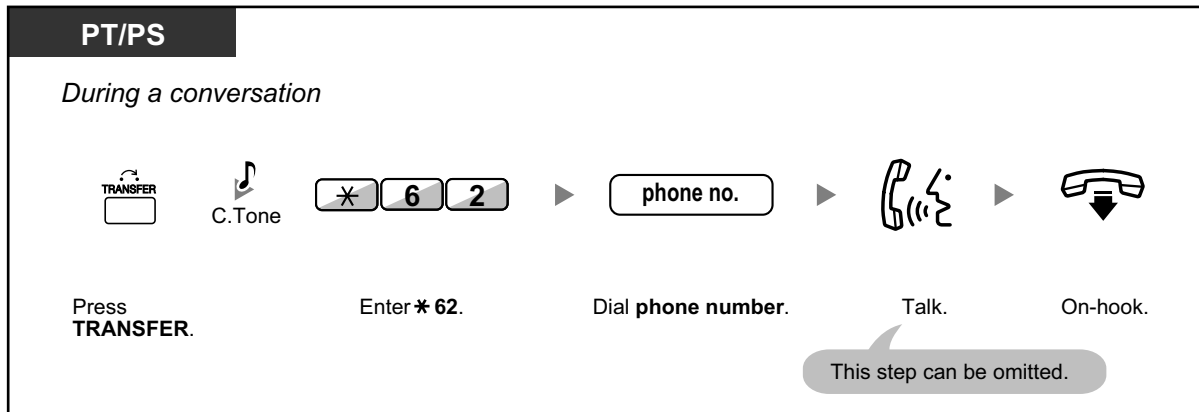 PT/PS
During a conversation
TRANSFER
C.Tone
* 6 2
phone no.
Press
TRANSFER.
Enter * 62.
Dial phone number.
Talk.
On-hook.
This step can be omitted.